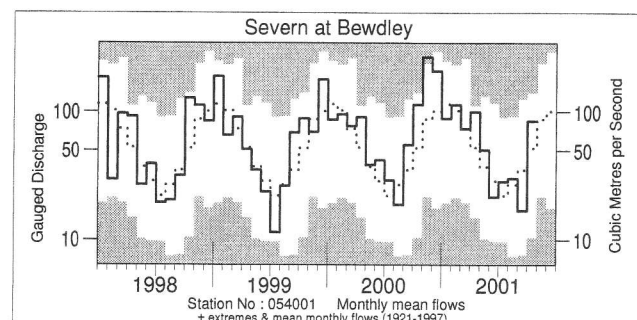 Severn at Bewdley
Gauged Discharge
100
50
10
100
50
10
Cubic Metres per Second
1998 1999 2000 2001
Station No : 054001 Monthly mean flows
+ extremes & mean monthly flows (1921-1997)